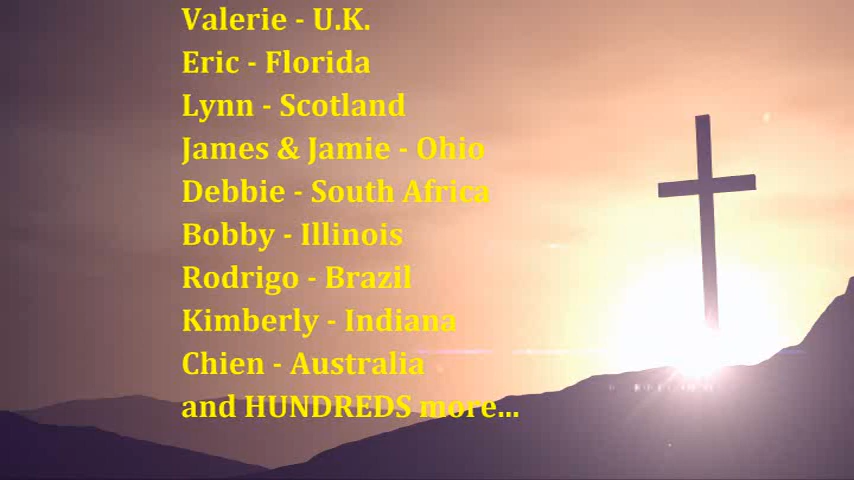 Valerie - U.K.
Eric - Florida
Lynn - Scotland
James & Jamie - Ohio
Debbie - South Africa
Bobby - Illinois
Rodrigo - Brazil
Kimberly - Indiana
Chien - Australia
and HUNDREDS more...